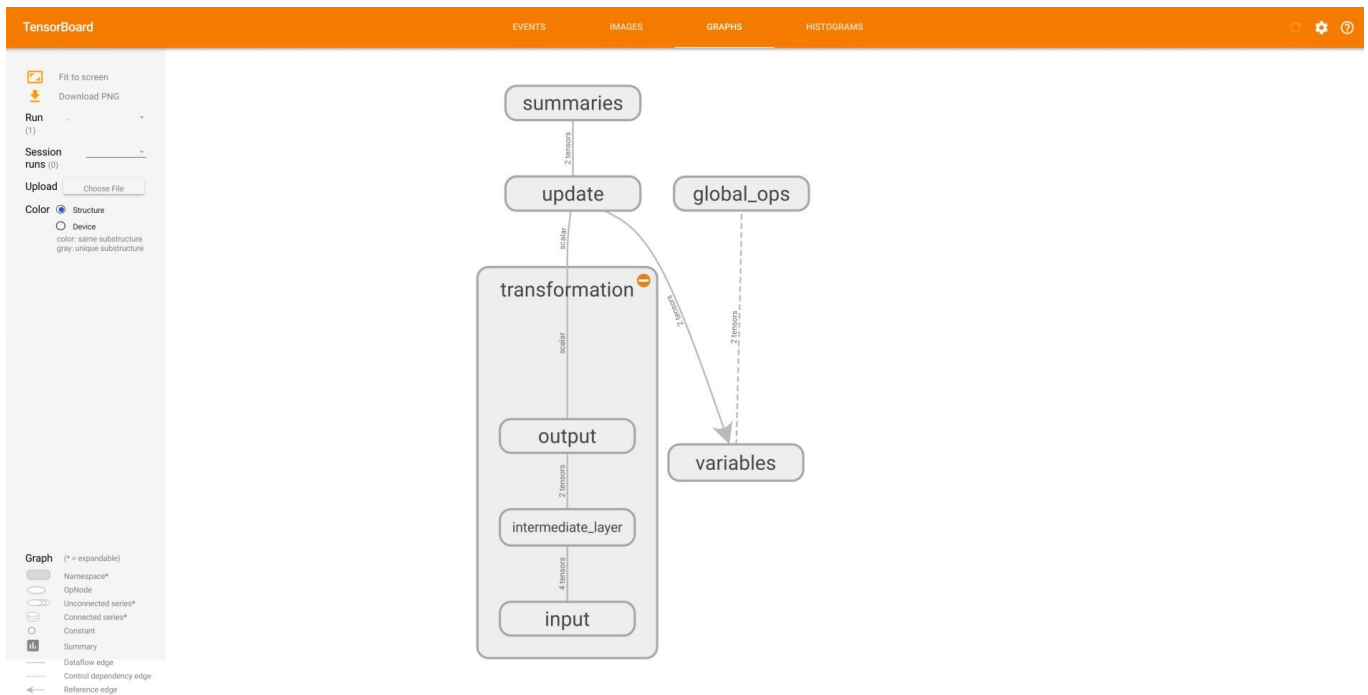 TensorBoard
EVENTS
IMAGES
GRAPHS
HISTOGRAMS
Fit to screen
Download PNG
Run
.
(1)
Session
runs (0)
Upload
Choose File
Color
Structure
Device
color: same substructure
gray: unique substructure
Graph (* = expandable)
Namespace*
OpNode
Unconnected series*
Connected series*
Constant
Summary
Dataflow edge
Control dependency edge
Reference edge
summaries
2 tensors
update
global_ops
scalar
transformation
2 tensors
2 tensors
scalar
output
variables
2 tensors
intermediate_layer
4 tensors
input